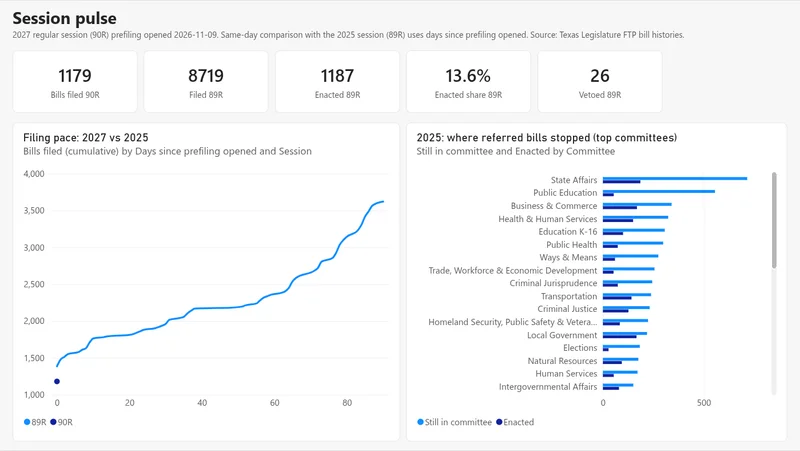 Session pulse
2027 regular session (90R) prefiling opened 2026-11-09. Same-day comparison with the 2025 session (89R) uses days since prefiling opened. Source: Texas Legislature FTP bill histories.
1179
Bills filed 90R
8719
Filed 89R
1187
Enacted 89R
13.6%
Enacted share 89R
26
Vetoed 89R
Filing pace: 2027 vs 2025
Bills filed (cumulative) by Days since prefiling opened and Session
4,000
3,500
3,000
2,500
2,000
1,500
1,000
0 20 40 60 80
89R 90R
2025: where referred bills stopped (top committees)
Still in committee and Enacted by Committee
State Affairs
Public Education
Business & Commerce
Health & Human Services
Education K-16
Public Health
Ways & Means
Trade, Workforce & Economic Development
Criminal Jurisprudence
Transportation
Criminal Justice
Homeland Security, Public Safety & Vetera...
Local Government
Elections
Natural Resources
Human Services
Intergovernmental Affairs
0 500
Still in committee Enacted